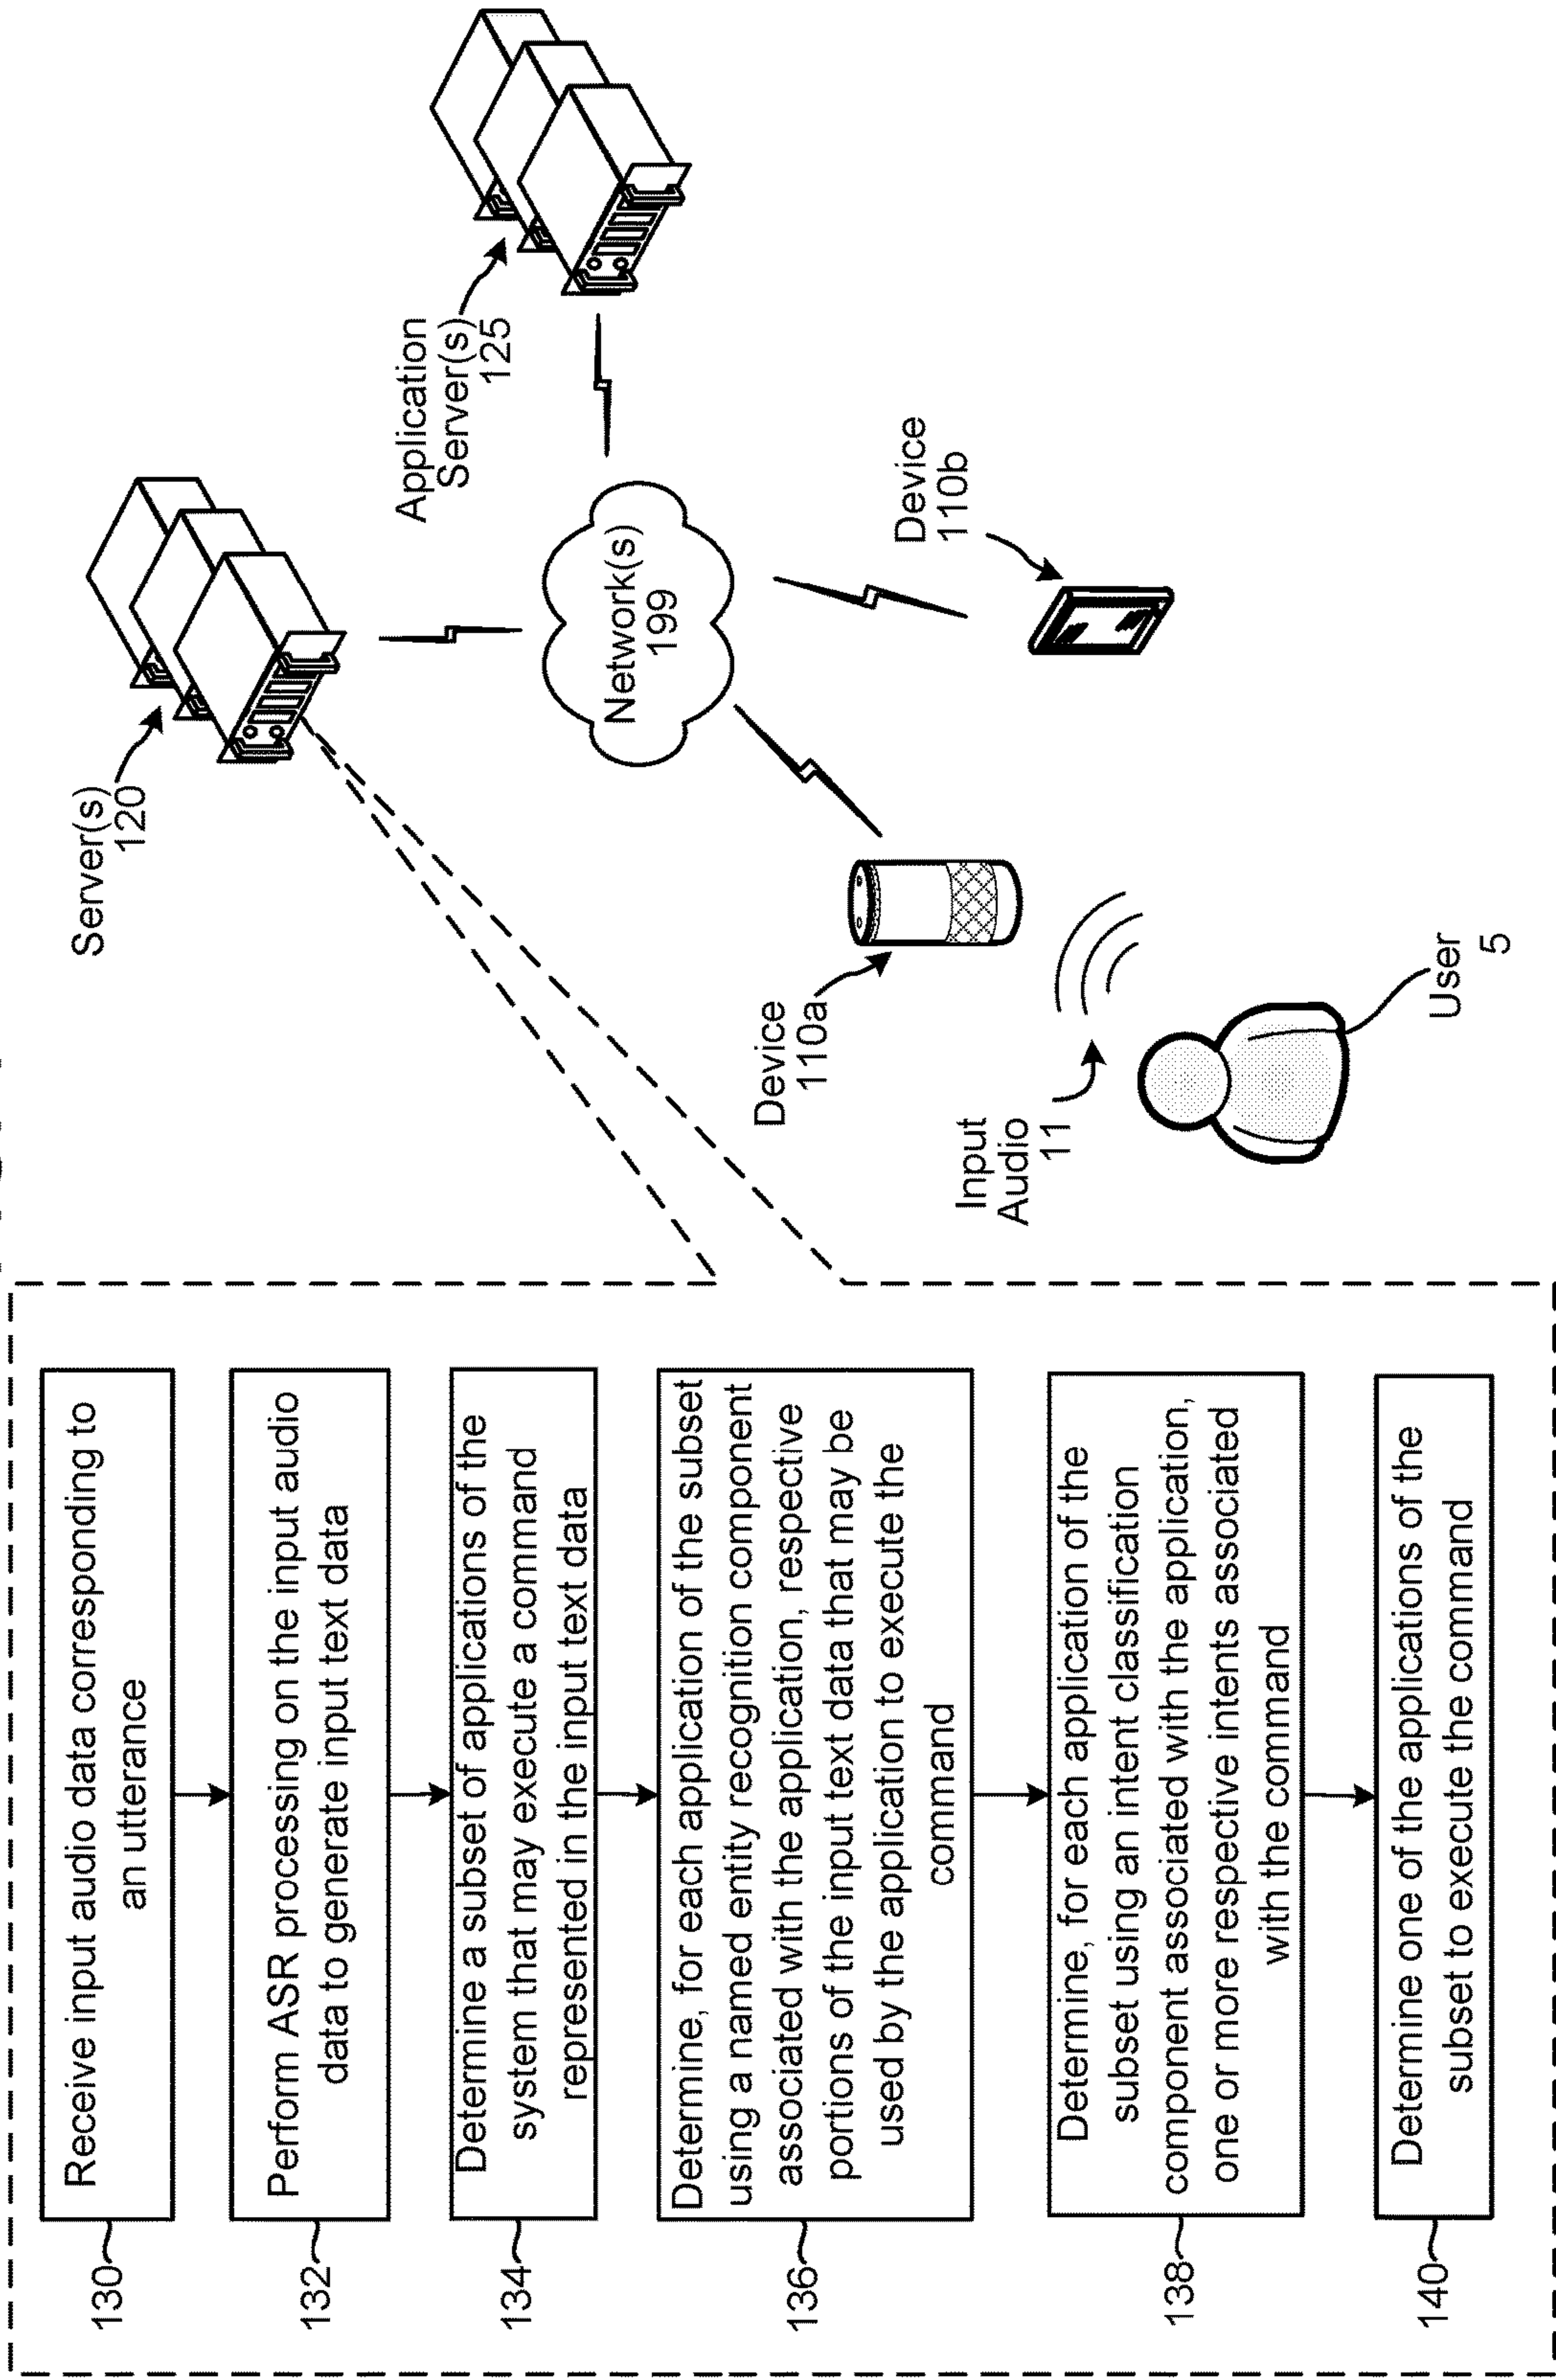 130
Receive input audio data corresponding to
an utterance
132
Perform ASR processing on the input audio
data to generate input text data
134
Determine a subset of applications of the
system that may execute a command
represented in the input text data
136
Determine, for each application of the subset
using a named entity recognition component
associated with the application, respective
portions of the input text data that may be
used by the application to execute the
command
138
Determine, for each application of the
subset using an intent classification
component associated with the application,
one or more respective intents associated
with the command
140
Determine one of the applications of the
subset to execute the command
Server(s)
120
Application
Server(s)
125
Network(s)
199
Device
110a
Device
110b
Input
Audio
11
User
5